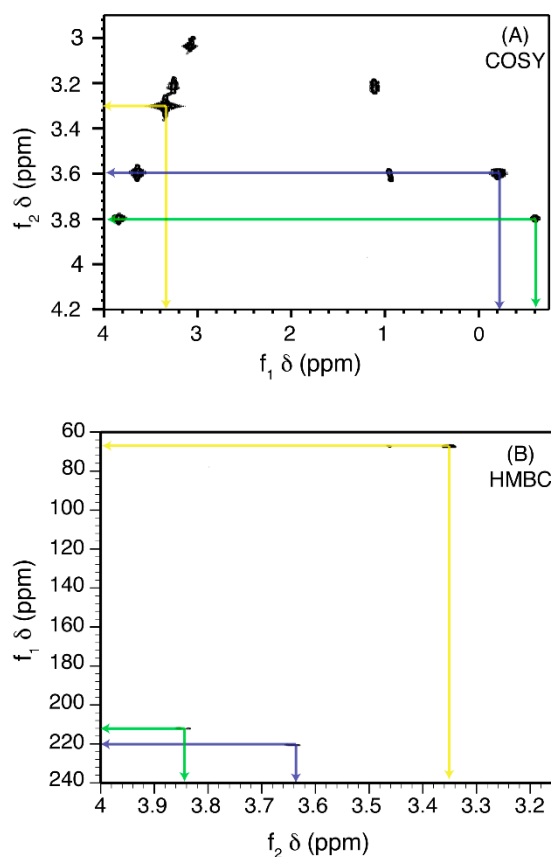 (A)
COSY
3
3.2
3.4
3.6
3.8
4
4.2
f2 δ (ppm)
4 3 2 1 0
f1 δ (ppm)
(B)
HMBC
60
80
100
120
140
160
180
200
220
240
f1 δ (ppm)
4 3.9 3.8 3.7 3.6 3.5 3.4 3.3 3.2
f2 δ (ppm)